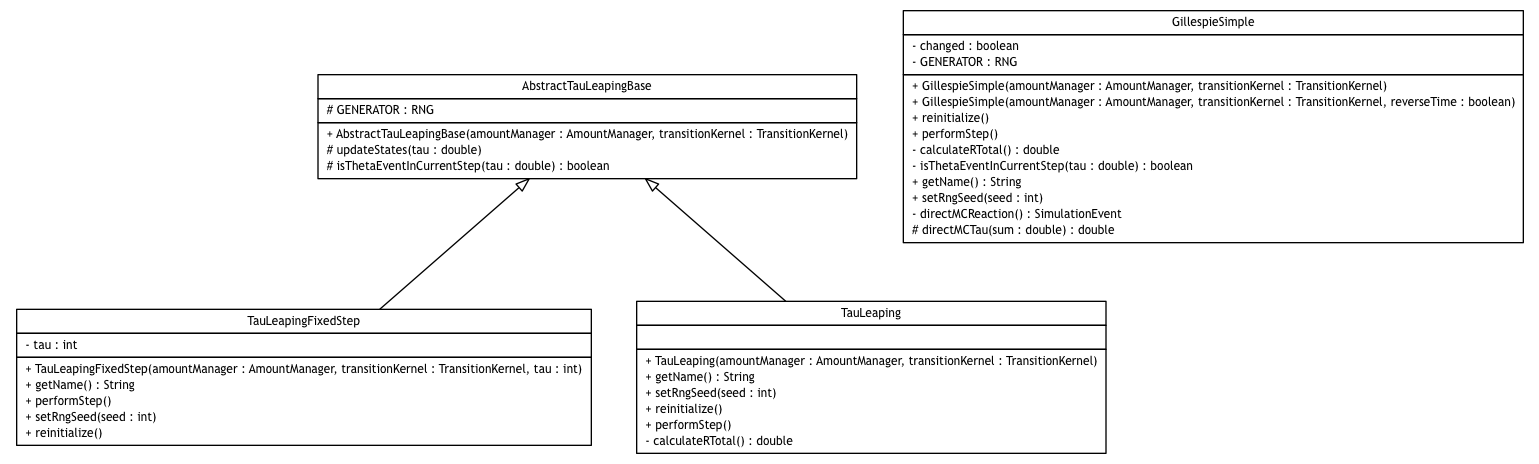 GillespieSimple
- changed : boolean
- GENERATOR : RNG
+ GillespieSimple(amountManager : AmountManager, transitionKernel : TransitionKernel)
+ GillespieSimple(amountManager : AmountManager, transitionKernel : TransitionKernel, reverseTime : boolean)
+ reinitialize()
+ performStep()
- calculateRTotal() : double
- isThetaEventInCurrentStep(tau : double) : boolean
+ getName() : String
+ setRngSeed(seed : int)
- directMCReaction() : SimulationEvent
# directMCTau(sum : double) : double
AbstractTauLeapingBase
# GENERATOR : RNG
+ AbstractTauLeapingBase(amountManager : AmountManager, transitionKernel : TransitionKernel)
# updateStates(tau : double)
# isThetaEventInCurrentStep(tau : double) : boolean
TauLeapingFixedStep
- tau : int
+ TauLeapingFixedStep(amountManager : AmountManager, transitionKernel : TransitionKernel, tau : int)
+ getName() : String
+ performStep()
+ setRngSeed(seed : int)
+ reinitialize()
TauLeaping
+ TauLeaping(amountManager : AmountManager, transitionKernel : TransitionKernel)
+ getName() : String
+ setRngSeed(seed : int)
+ reinitialize()
+ performStep()
- calculateRTotal() : double